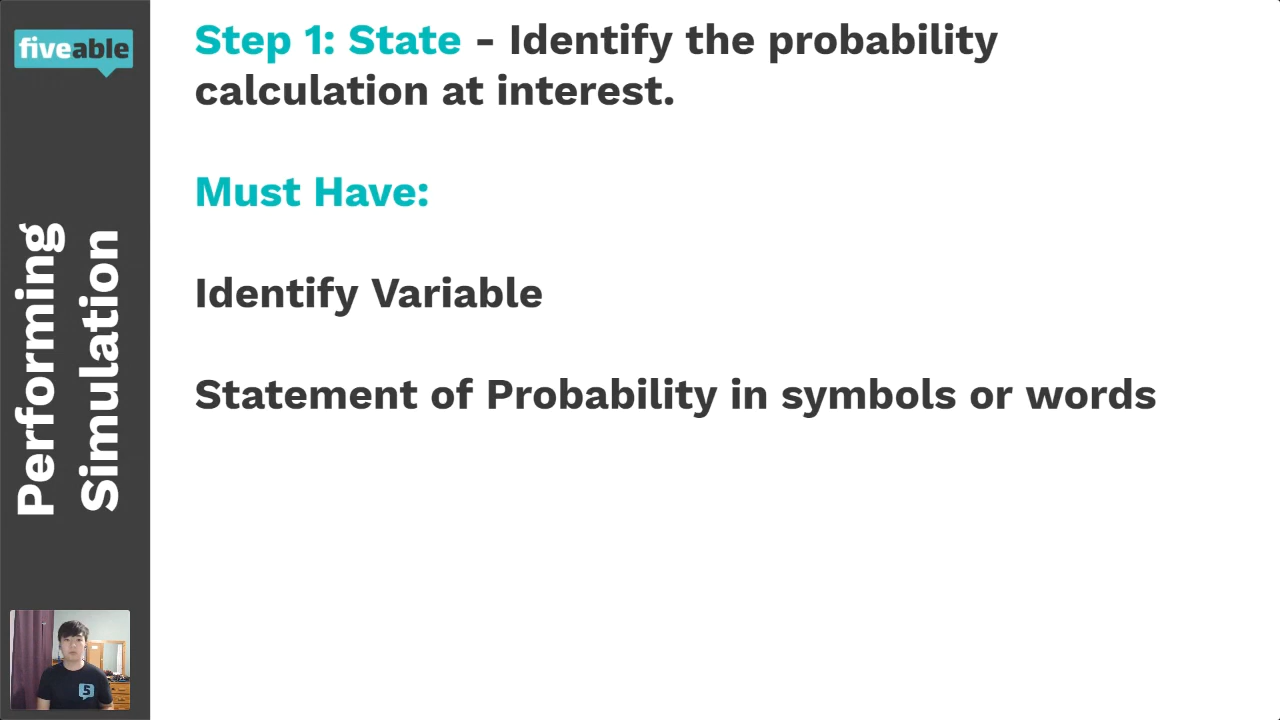 fiveable
Performing
Simulation
Step 1: State - Identify the probability
calculation at interest.
Must Have:
Identify Variable
Statement of Probability in symbols or words
5